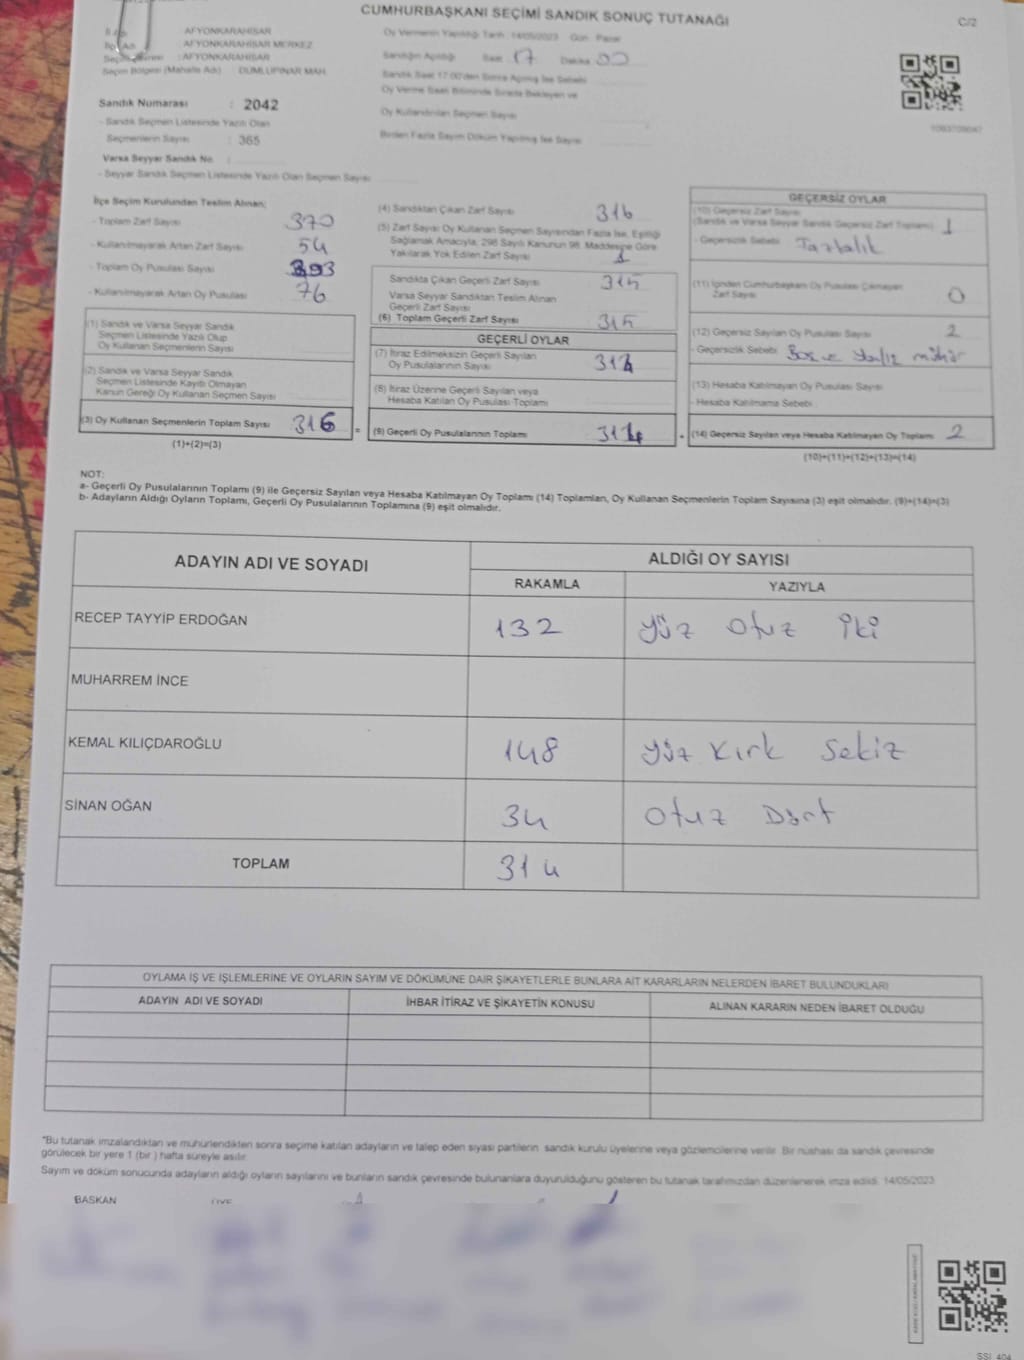 CUMHURBAŞKANI SEÇİMİ SANDIK SONUÇ TUTANAĞI
C/2
İl Adı : AFYONKARAHİSAR
İlçe Adı : AFYONKARAHİSAR MERKEZ
Seçim Çevresi : AFYONKARAHİSAR
Seçim Bölgesi (Mahalle Adı) : DUMLUPINAR MAH.
Sandık Numarası : 2042
- Sandık Seçmen Listesinde Yazılı Olan
Seçmenlerin Sayısı : 365
Varsa Seyyar Sandık No :
- Seyyar Sandık Seçmen Listesinde Yazılı Olan Seçmen Sayısı
Oy Vermenin Yapıldığı Tarih : 14/05/2023 Gün : Pazar
Sandığın Açıldığı Saat : 17 Dakika : 00
Sandık Saat 17:00'den Sonra Açılmış İse Sebebi
Oy Verme Saati Bitiminde Sırada Bekleyen ve
Oy Kullandırılan Seçmen Sayısı
Birden Fazla Sayım Döküm Yapılmış İse Sayısı
İlçe Seçim Kurulundan Teslim Alınan;
- Toplam Zarf Sayısı 370
- Kullanılmayarak Artan Zarf Sayısı 54
- Toplam Oy Pusulası Sayısı 393
- Kullanılmayarak Artan Oy Pusulası 76
(1) Sandık ve Varsa Seyyar Sandık
Seçmen Listesinde Yazılı Olup
Oy Kullanan Seçmenlerin Sayısı
(2) Sandık ve Varsa Seyyar Sandık
Seçmen Listesinde Kayıtlı Olmayan
Kanun Gereği Oy Kullanan Seçmen Sayısı
(3) Oy Kullanan Seçmenlerin Toplam Sayısı 316
(1)+(2)=(3)
(4) Sandıktan Çıkan Zarf Sayısı 316
(5) Zarf Sayısı Oy Kullanan Seçmen Sayısından Fazla İse, Eşitliği
Sağlamak Amacıyla, 298 Sayılı Kanunun 98. Maddesine Göre
Yakılarak Yok Edilen Zarf Sayısı
Sandıkta Çıkan Geçerli Zarf Sayısı 315
Varsa Seyyar Sandıktan Teslim Alınan
Geçerli Zarf Sayısı
(6) Toplam Geçerli Zarf Sayısı 315
GEÇERLİ OYLAR
(7) İtiraz Edilmeksizin Geçerli Sayılan
Oy Pusulalarının Sayısı 314
(8) İtiraz Üzerine Geçerli Sayılan veya
Hesaba Katılan Oy Pusulası Toplamı
= (9) Geçerli Oy Pusulalarının Toplamı 314
GEÇERSİZ OYLAR
(10) Geçersiz Zarf Sayısı
(Sandık ve Varsa Seyyar Sandık Geçersiz Zarf Toplamı) 1
- Geçersizlik Sebebi
(11) İçinden Cumhurbaşkanı Oy Pusulası Çıkmayan
Zarf Sayısı 0
(12) Geçersiz Sayılan Oy Pusulası Sayısı 2
- Geçersizlik Sebebi mühür
(13) Hesaba Katılmayan Oy Pusulası Sayısı
- Hesaba Katılmama Sebebi
+ (14) Geçersiz Sayılan veya Hesaba Katılmayan Oy Toplamı 2
(10)+(11)+(12)+(13)=(14)
NOT:
a- Geçerli Oy Pusulalarının Toplamı (9) ile Geçersiz Sayılan veya Hesaba Katılmayan Oy Toplamı (14) Toplamları, Oy Kullanan Seçmenlerin Toplam Sayısına (3) eşit olmalıdır. (9)+(14)=(3)
b- Adayların Aldığı Oyların Toplamı, Geçerli Oy Pusulalarının Toplamına (9) eşit olmalıdır.
ADAYIN ADI VE SOYADI ALDIĞI OY SAYISI
RAKAMLA YAZIYLA
RECEP TAYYİP ERDOĞAN 132 Yüz Otuz İki
MUHARREM İNCE
KEMAL KILIÇDAROĞLU 148 Yüz Kırk Sekiz
SİNAN OĞAN 34 Otuz Dört
TOPLAM 314
OYLAMA İŞ VE İŞLEMLERİNE VE OYLARIN SAYIM VE DÖKÜMÜNE DAİR ŞİKAYETLERLE BUNLARA AİT KARARLARIN NELERDEN İBARET BULUNDUKLARI
ADAYIN ADI VE SOYADI İHBAR İTİRAZ VE ŞİKAYETİN KONUSU ALINAN KARARIN NEDEN İBARET OLDUĞU
"Bu tutanak imzalandıktan ve mühürlendikten sonra seçime katılan adayların ve talep eden siyasi partilerin sandık kurulu üyelerine veya gözlemcilerine verilir. Bir nüshası da sandık çevresinde
görülecek bir yere 1 (bir ) hafta süreyle asılır.
Sayım ve döküm sonucunda adayların aldığı oyların sayılarını ve bunların sandık çevresinde bulunanlara duyurulduğunu gösteren bu tutanak tarafımızdan düzenlenerek imza edildi. 14/05/2023
BAŞKAN ÜYE
SSİ 404